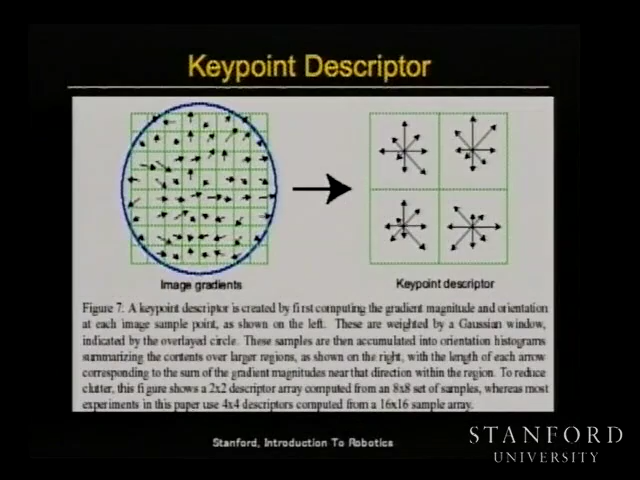 Keypoint Descriptor
Image gradients
Keypoint descriptor
Figure 7: A keypoint descriptor is created by first computing the gradient magnitude and orientation
at each image sample point, as shown on the left. These are weighted by a Gaussian window,
indicated by the overlayed circle. These samples are then accumulated into orientation histograms
summarizing the contents over larger regions, as shown on the right, with the length of each arrow
corresponding to the sum of the gradient magnitudes near that direction within the region. To reduce
clutter, this figure shows a 2x2 descriptor array computed from an 8x8 set of samples, whereas most
experiments in this paper use 4x4 descriptors computed from a 16x16 sample array.
Stanford, Introduction To Robotics
STANFORD
UNIVERSITY